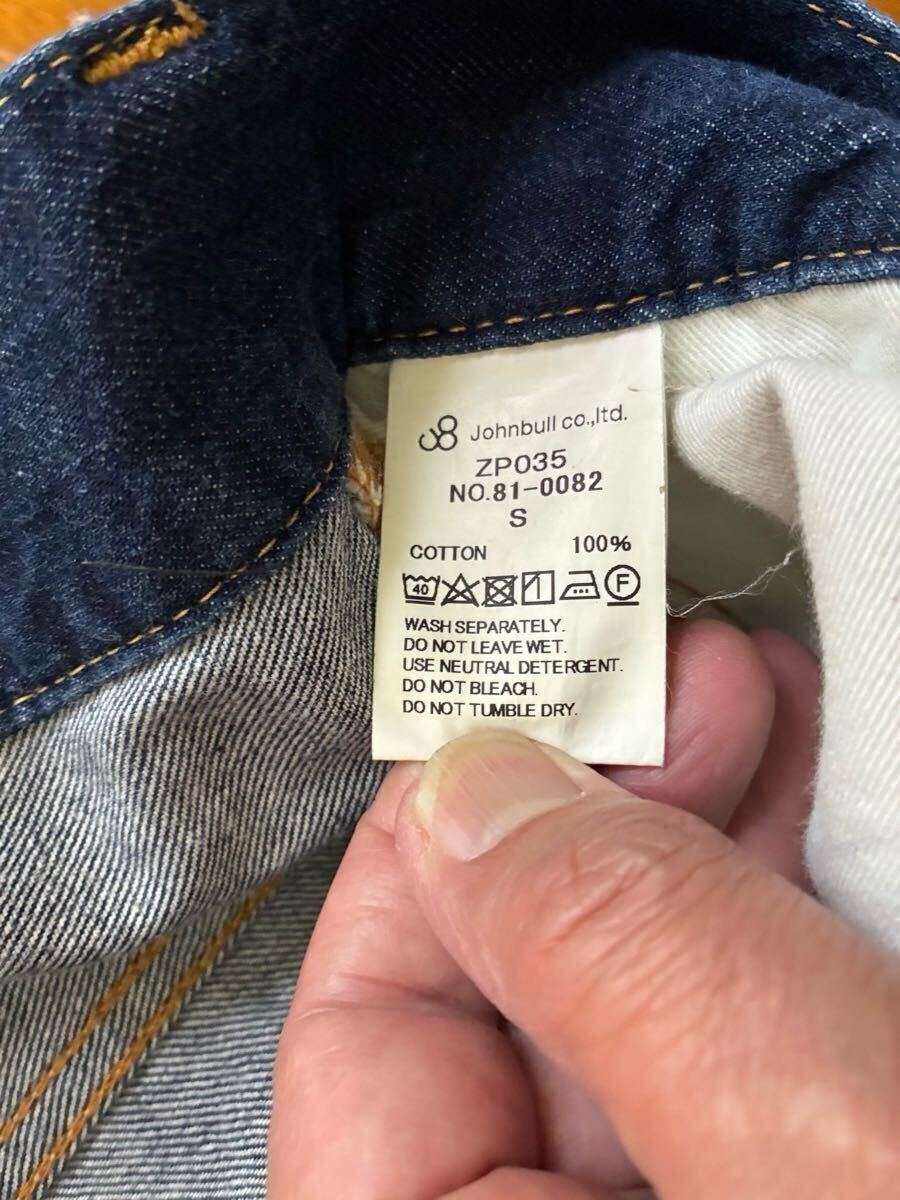 Johnbull co.,ltd.
ZP035
NO.81-0082
S
COTTON 100%
40 F
WASH SEPARATELY.
DO NOT LEAVE WET.
USE NEUTRAL DETERGENT.
DO NOT BLEACH.
DO NOT TUMBLE DRY.